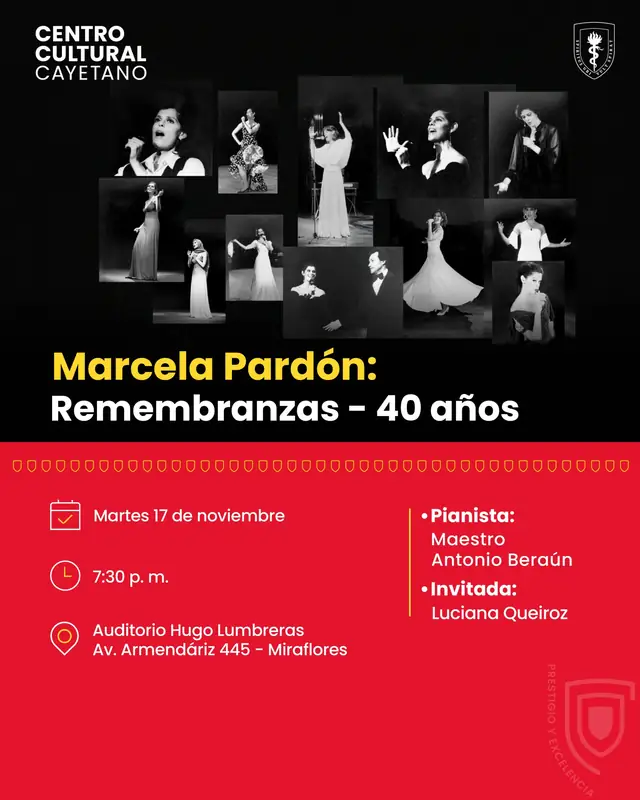 CENTRO
CULTURAL
CAYETANO
Marcela Pardón:
Remembranzas - 40 años
Martes 17 de noviembre
7:30 p. m.
Auditorio Hugo Lumbreras
Av. Armendáriz 445 - Miraflores
• Pianista:
Maestro
Antonio Beraún
• Invitada:
Luciana Queiroz
PRESTIGIO Y EXCELENCIA